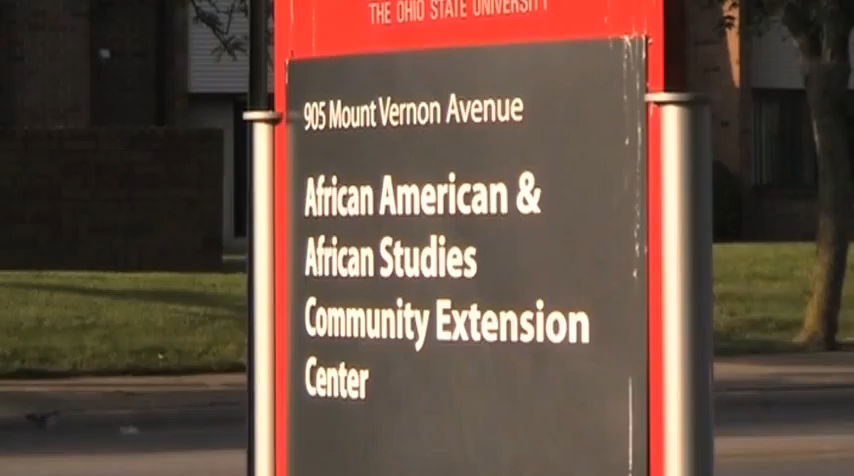 THE OHIO STATE UNIVERSITY
905 Mount Vernon Avenue
African American &
African Studies
Community Extension
Center